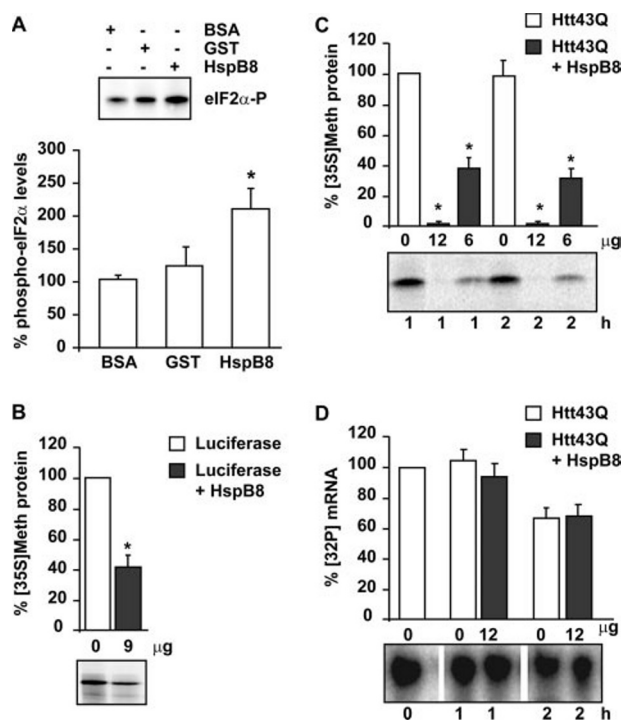 A
+ - - BSA
- + - GST
- - + HspB8
eIF2α-P
% phospho-eIF2α levels
300
250
200
150
100
50
0
*
BSA GST HspB8
B
Luciferase
Luciferase
+ HspB8
% [35S]Meth protein
120
100
80
60
40
20
0
*
0 9 μg
C
Htt43Q
Htt43Q
+ HspB8
% [35S]Meth protein
120
100
80
60
40
20
0
* * * *
0 12 6 0 12 6 μg
1 1 1 2 2 2 h
D
Htt43Q
Htt43Q
+ HspB8
% [32P] mRNA
120
100
80
60
40
20
0
0 0 12 0 12 μg
0 1 1 2 2 h